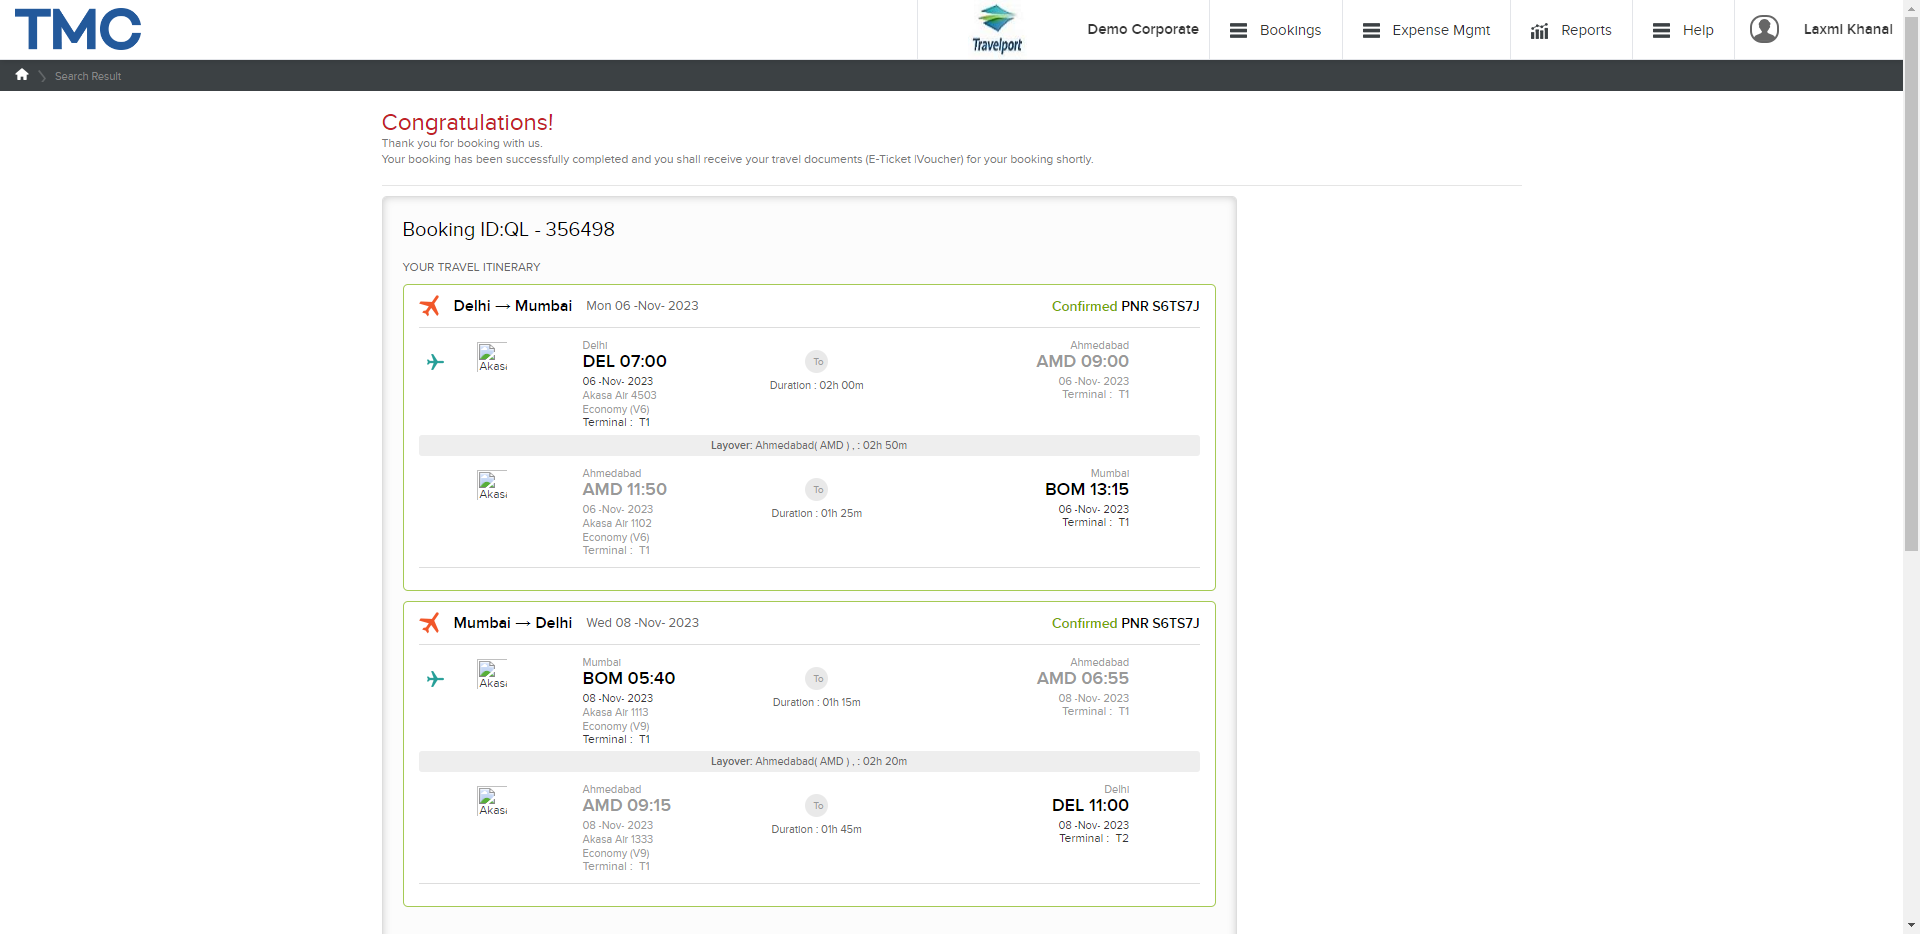 TMC
Travelport
Demo Corporate
Bookings
Expense Mgmt
Reports
Help
Laxmi Khanal
Search Result
Congratulations!
Thank you for booking with us.
Your booking has been successfully completed and you shall receive your travel documents (E-Ticket |Voucher) for your booking shortly.
Booking ID:QL - 356498
YOUR TRAVEL ITINERARY
Delhi → Mumbai Mon 06 -Nov- 2023 Confirmed PNR S6TS7J
Akasa
Delhi
DEL 07:00
06 -Nov- 2023
Akasa Air 4503
Economy (V6)
Terminal : T1
To
Duration : 02h 00m
Ahmedabad
AMD 09:00
06 -Nov- 2023
Terminal : T1
Layover: Ahmedabad( AMD ) , : 02h 50m
Akasa
Ahmedabad
AMD 11:50
06 -Nov- 2023
Akasa Air 1102
Economy (V6)
Terminal : T1
To
Duration : 01h 25m
Mumbai
BOM 13:15
06 -Nov- 2023
Terminal : T1
Mumbai → Delhi Wed 08 -Nov- 2023 Confirmed PNR S6TS7J
Akasa
Mumbai
BOM 05:40
08 -Nov- 2023
Akasa Air 1113
Economy (V9)
Terminal : T1
To
Duration : 01h 15m
Ahmedabad
AMD 06:55
08 -Nov- 2023
Terminal : T1
Layover: Ahmedabad( AMD ) , : 02h 20m
Akasa
Ahmedabad
AMD 09:15
08 -Nov- 2023
Akasa Air 1333
Economy (V9)
Terminal : T1
To
Duration : 01h 45m
Delhi
DEL 11:00
08 -Nov- 2023
Terminal : T2